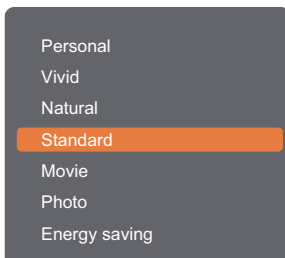 Personal
Vivid
Natural
Standard
Movie
Photo
Energy saving